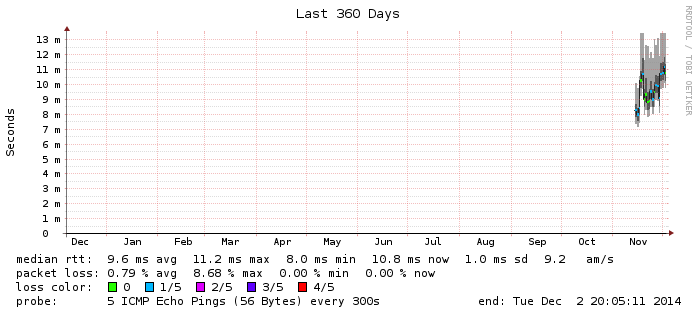 Last 360 Days
RRDTOOL / TOBI OETIKER
Seconds
13 m
12 m
11 m
10 m
9 m
8 m
7 m
6 m
5 m
4 m
3 m
2 m
1 m
0
Dec Jan Feb Mar Apr May Jun Jul Aug Sep Oct Nov
median rtt: 9.6 ms avg 11.2 ms max 8.0 ms min 10.8 ms now 1.0 ms sd 9.2 am/s
packet loss: 0.79 % avg 8.68 % max 0.00 % min 0.00 % now
loss color: 0 1/5 2/5 3/5 4/5
probe: 5 ICMP Echo Pings (56 Bytes) every 300s end: Tue Dec 2 20:05:11 2014